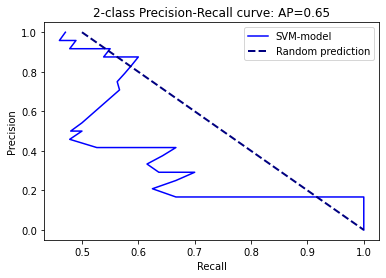 2-class Precision-Recall curve: AP=0.65
SVM-model
Random prediction
Precision
1.0
0.8
0.6
0.4
0.2
0.0
0.5 0.6 0.7 0.8 0.9 1.0
Recall